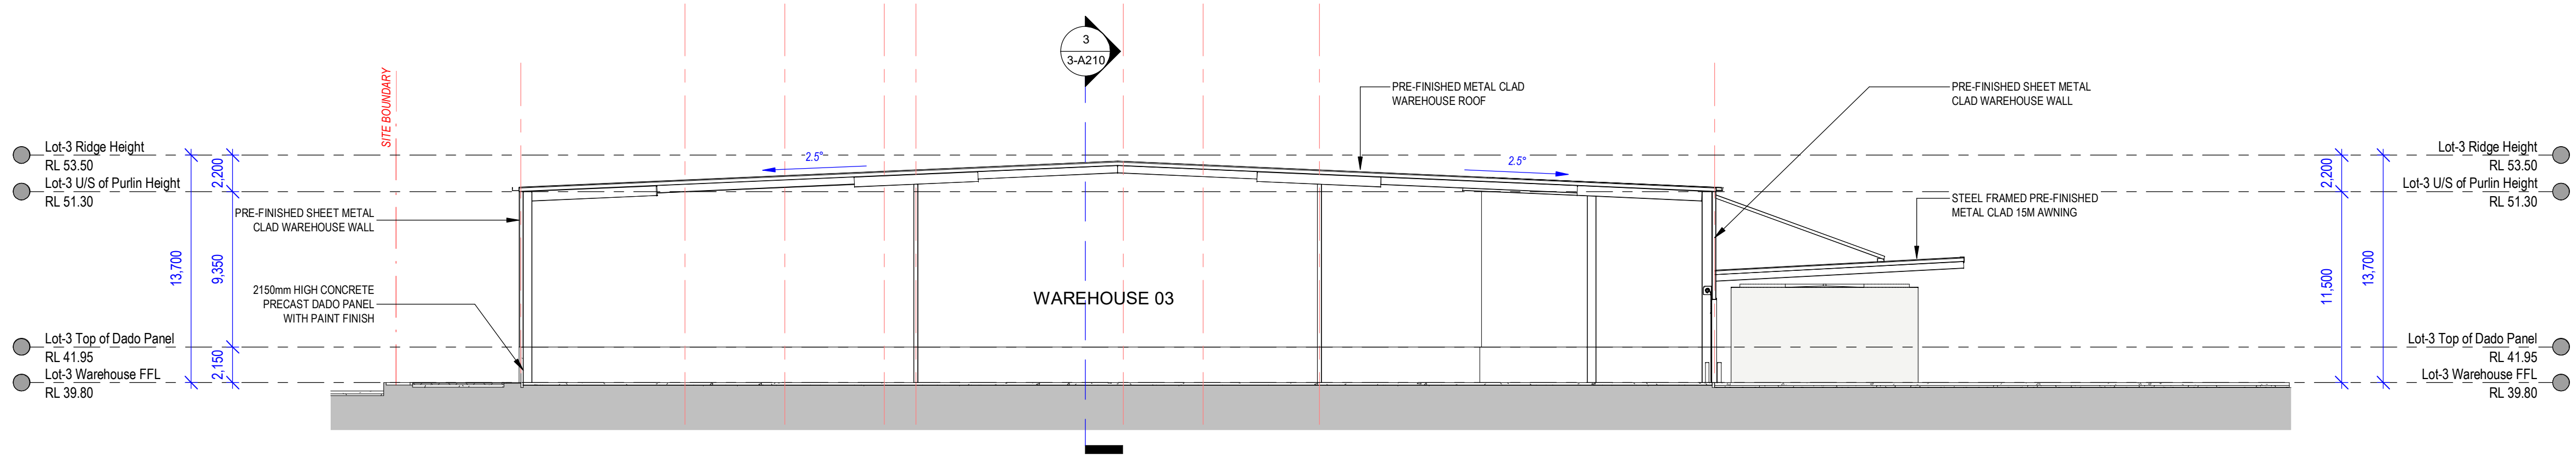 3
3-A210
SITE BOUNDARY
PRE-FINISHED METAL CLAD
WAREHOUSE ROOF
PRE-FINISHED SHEET METAL
CLAD WAREHOUSE WALL
Lot-3 Ridge Height
RL 53.50
Lot-3 U/S of Purlin Height
RL 51.30
2,200
2.5°
2.5°
2,200
Lot-3 Ridge Height
RL 53.50
Lot-3 U/S of Purlin Height
RL 51.30
PRE-FINISHED SHEET METAL
CLAD WAREHOUSE WALL
STEEL FRAMED PRE-FINISHED
METAL CLAD 15M AWNING
13,700
9,350
2150mm HIGH CONCRETE
PRECAST DADO PANEL
WITH PAINT FINISH
WAREHOUSE 03
11,500
13,700
Lot-3 Top of Dado Panel
RL 41.95
Lot-3 Warehouse FFL
RL 39.80
2,150
Lot-3 Top of Dado Panel
RL 41.95
Lot-3 Warehouse FFL
RL 39.80